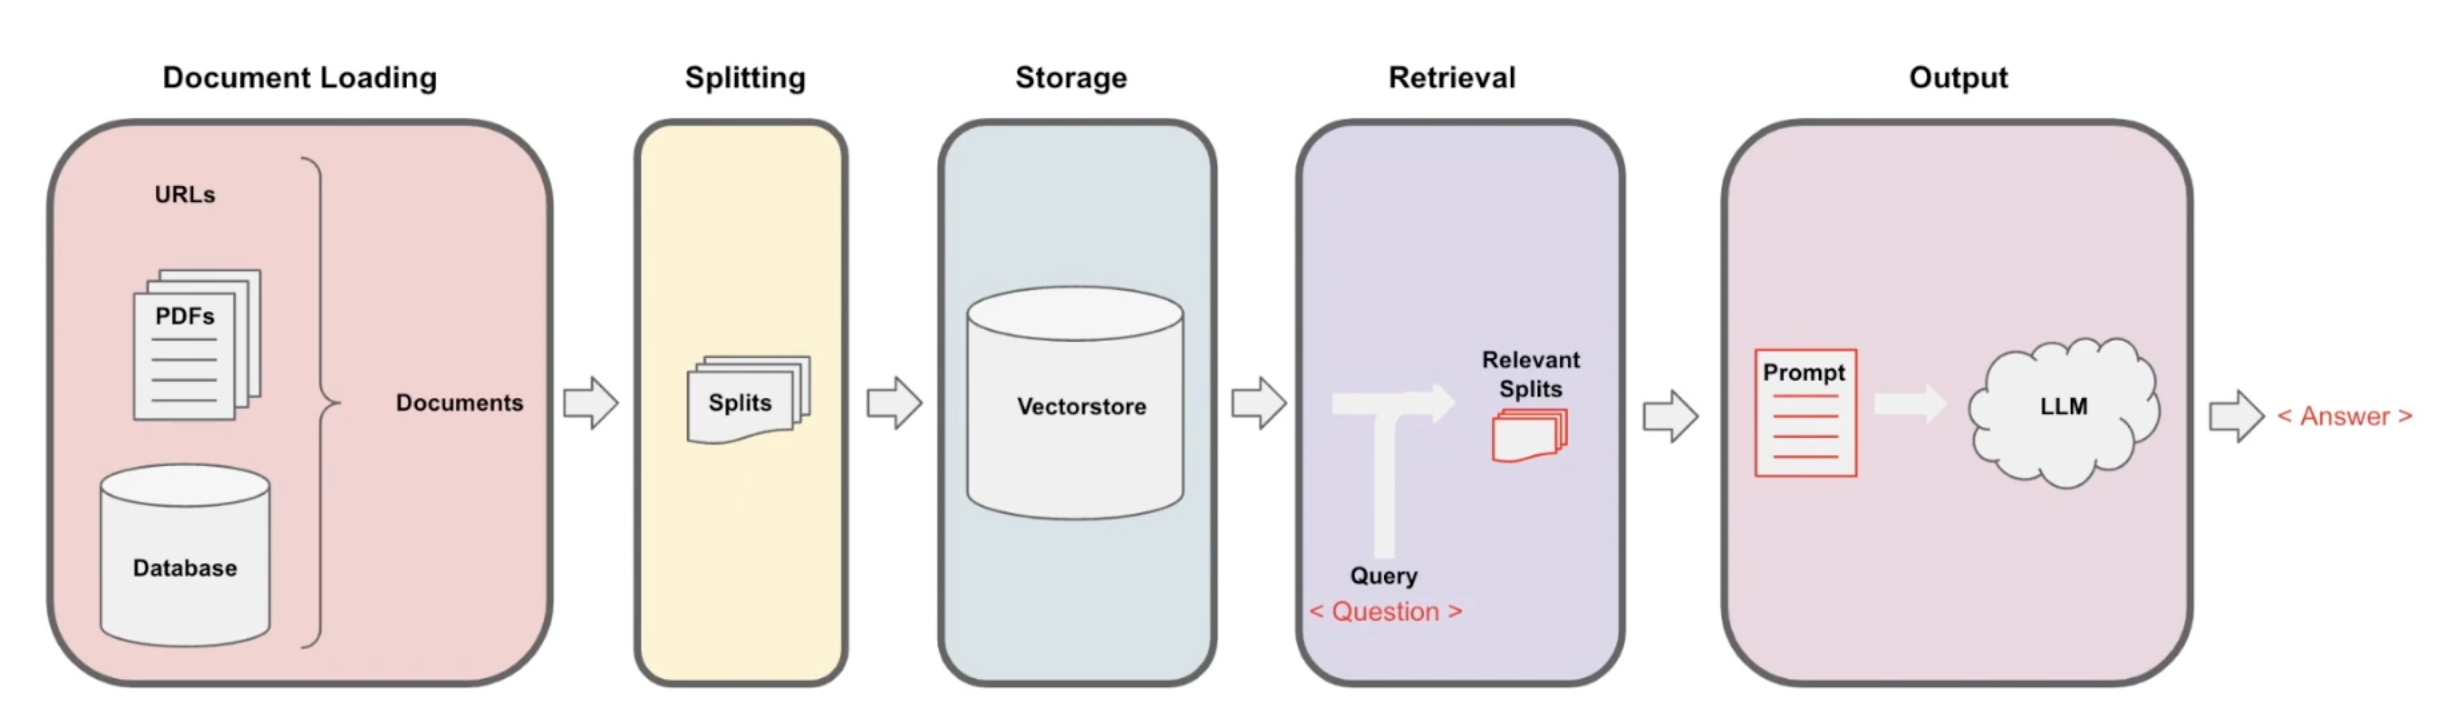 Document Loading
URLs
PDFs
Database
Documents
Splitting
Splits
Storage
Vectorstore
Retrieval
Relevant
Splits
Query
< Question >
Output
Prompt
LLM
< Answer >